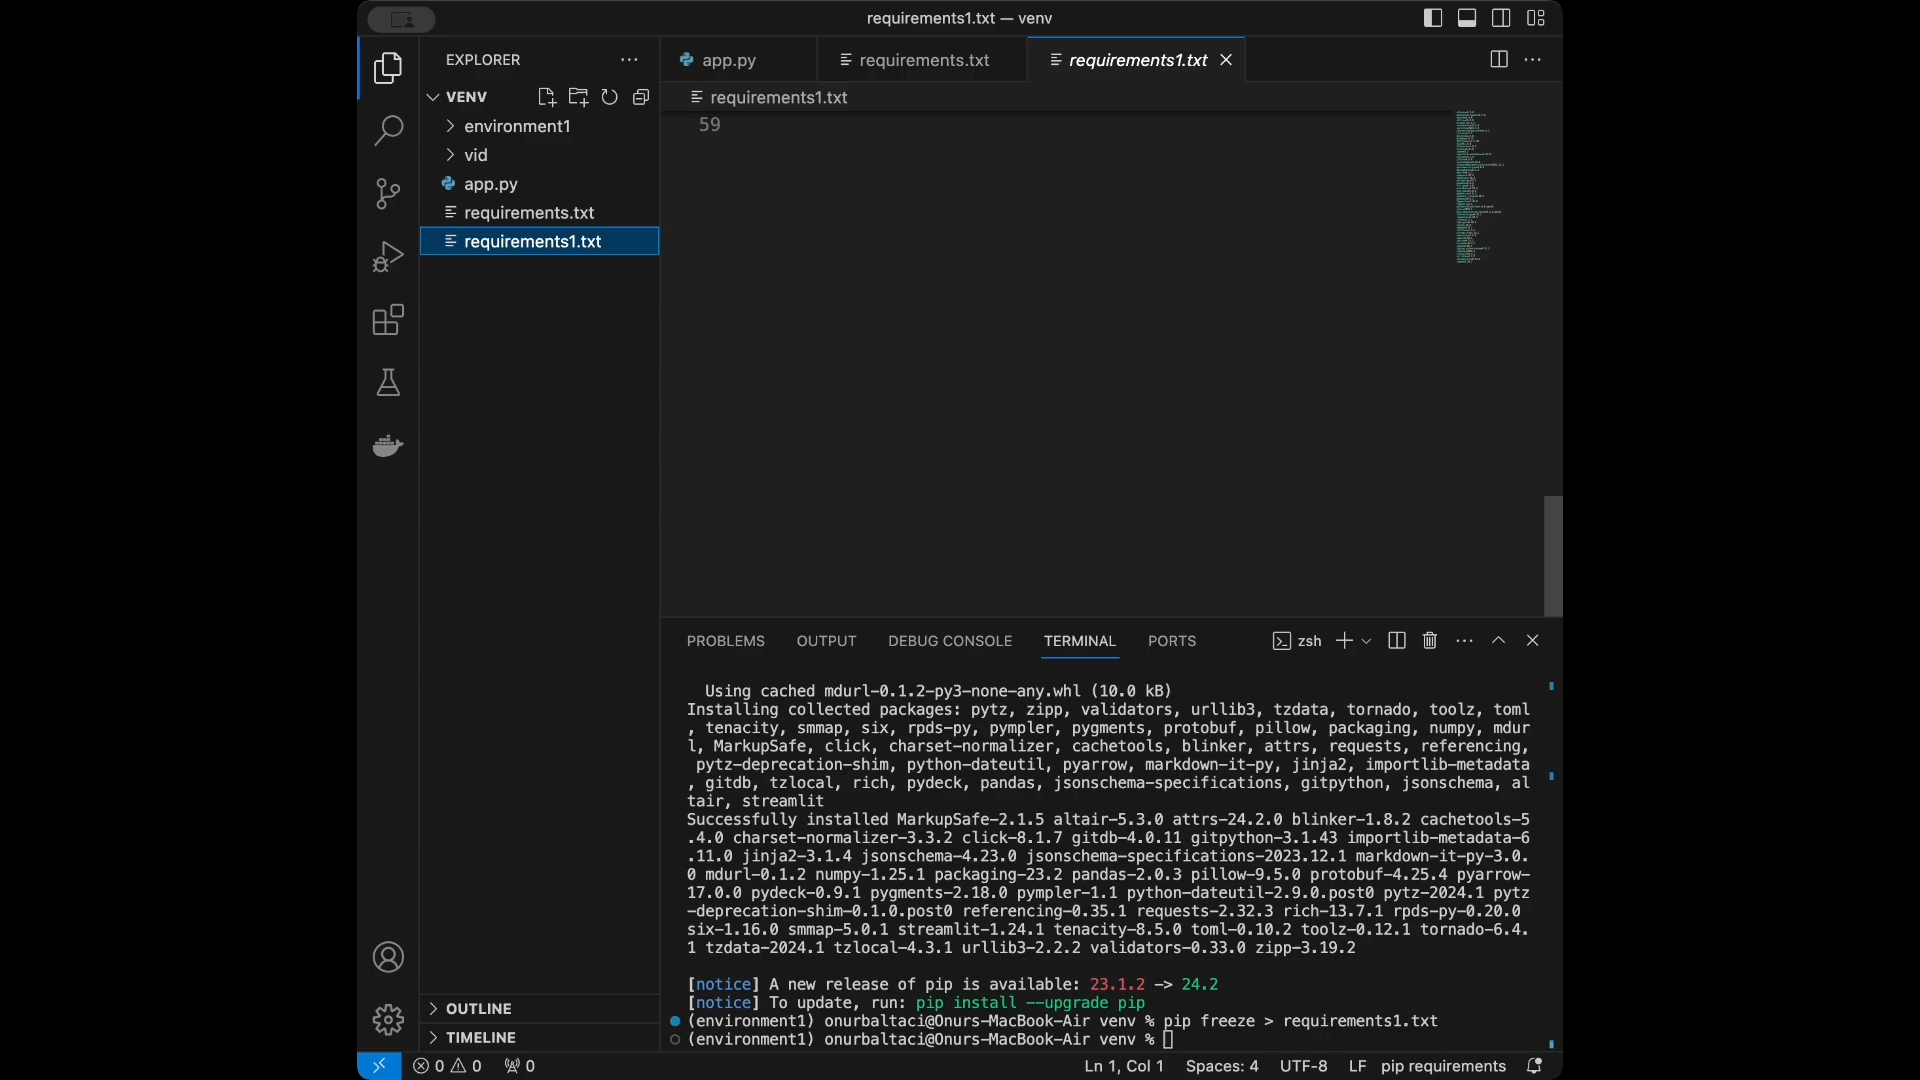 requirements1.txt — venv
EXPLORER
VENV
environment1
vid
app.py
requirements.txt
requirements1.txt
OUTLINE
TIMELINE
app.py
requirements.txt
requirements1.txt
requirements1.txt
59
PROBLEMS
OUTPUT
DEBUG CONSOLE
TERMINAL
PORTS
zsh
Using cached mdurl-0.1.2-py3-none-any.whl (10.0 kB)
Installing collected packages: pytz, zipp, validators, urllib3, tzdata, tornado, toolz, toml
, tenacity, smmap, six, rpds-py, pympler, pygments, protobuf, pillow, packaging, numpy, mdur
l, MarkupSafe, click, charset-normalizer, cachetools, blinker, attrs, requests, referencing,
pytz-deprecation-shim, python-dateutil, pyarrow, markdown-it-py, jinja2, importlib-metadata
, gitdb, tzlocal, rich, pydeck, pandas, jsonschema-specifications, gitpython, jsonschema, al
tair, streamlit
Successfully installed MarkupSafe-2.1.5 altair-5.3.0 attrs-24.2.0 blinker-1.8.2 cachetools-5
.4.0 charset-normalizer-3.3.2 click-8.1.7 gitdb-4.0.11 gitpython-3.1.43 importlib-metadata-6
.11.0 jinja2-3.1.4 jsonschema-4.23.0 jsonschema-specifications-2023.12.1 markdown-it-py-3.0.
0 mdurl-0.1.2 numpy-1.25.1 packaging-23.2 pandas-2.0.3 pillow-9.5.0 protobuf-4.25.4 pyarrow-
17.0.0 pydeck-0.9.1 pygments-2.18.0 pympler-1.1 python-dateutil-2.9.0.post0 pytz-2024.1 pytz
-deprecation-shim-0.1.0.post0 referencing-0.35.1 requests-2.32.3 rich-13.7.1 rpds-py-0.20.0
six-1.16.0 smmap-5.0.1 streamlit-1.24.1 tenacity-8.5.0 toml-0.10.2 toolz-0.12.1 tornado-6.4.
1 tzdata-2024.1 tzlocal-4.3.1 urllib3-2.2.2 validators-0.33.0 zipp-3.19.2
[notice] A new release of pip is available: 23.1.2 -> 24.2
[notice] To update, run: pip install --upgrade pip
(environment1) onurbaltaci@Onurs-MacBook-Air venv % pip freeze > requirements1.txt
(environment1) onurbaltaci@Onurs-MacBook-Air venv %
0 0 0
Ln 1, Col 1
Spaces: 4
UTF-8
LF
pip requirements